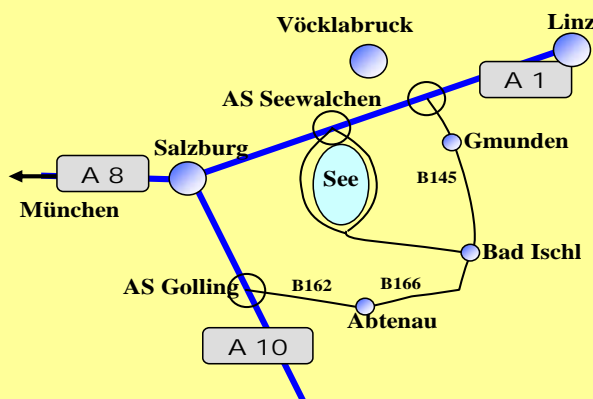 Linz
Vöcklabruck
A 1
AS Seewalchen
Gmunden
Salzburg
A 8
See
B145
München
Bad Ischl
AS Golling
B162
B166
Abtenau
A 10